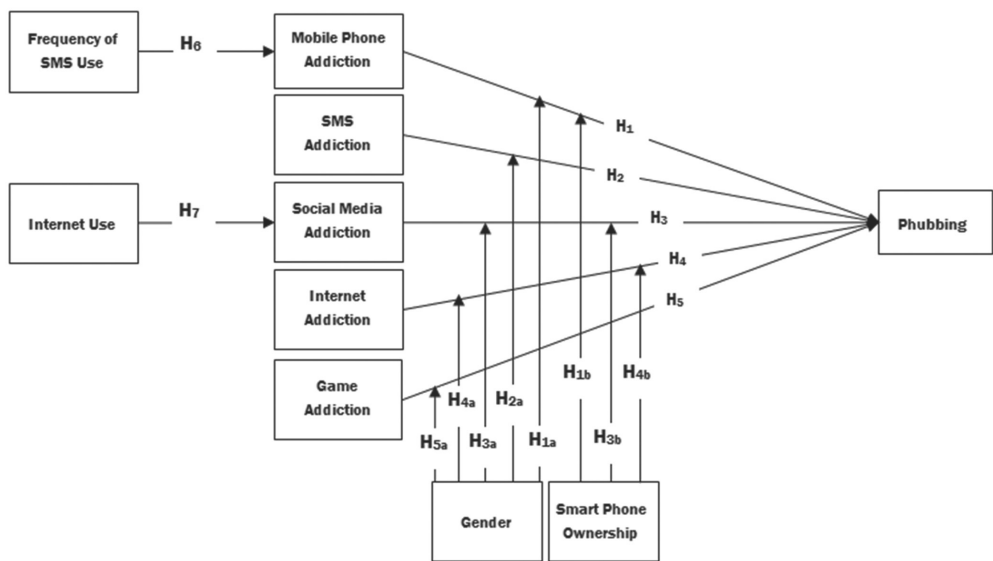 Frequency of
SMS Use
H6
Mobile Phone
Addiction
SMS
Addiction
H1
H2
Internet Use
H7
Social Media
Addiction
H3
Phubbing
Internet
Addiction
H4
H5
Game
Addiction
H5a
H4a
H3a
H2a
H1a
H1b
H3b
H4b
Gender
Smart Phone
Ownership